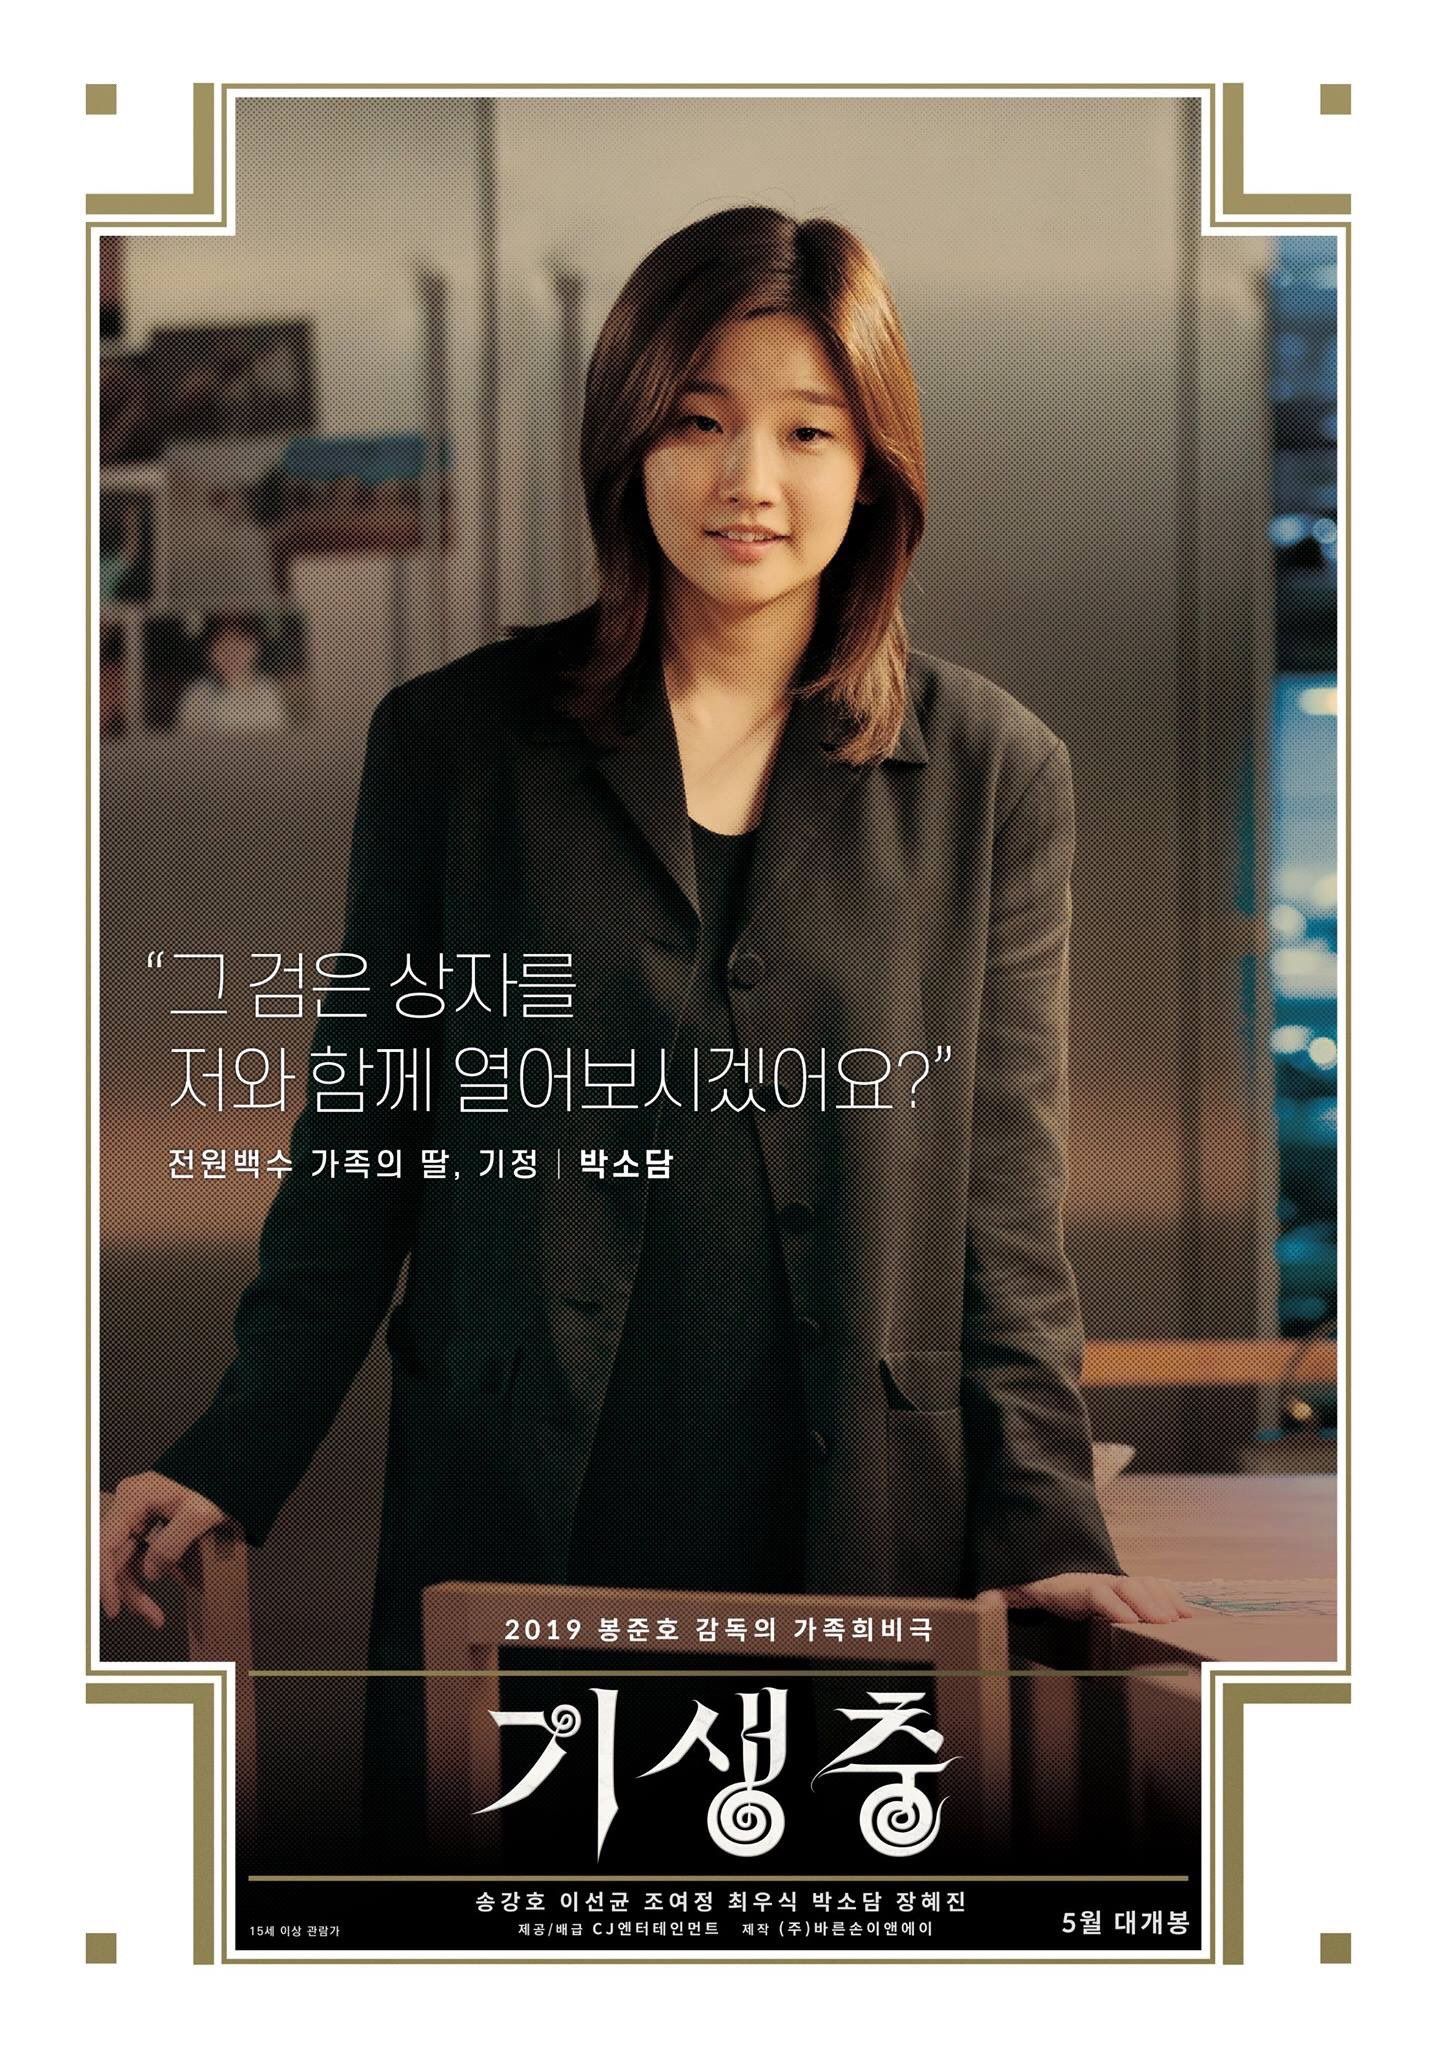 “그 검은 상자를
저와 함께 열어보시겠어요?”
전원백수 가족의 딸, 기정 | 박소담
2019 봉준호 감독의 가족희비극
기생충
송강호 이선균 조여정 최우식 박소담 장혜진
15세 이상 관람가 제공/배급 CJ엔터테인먼트 제작 (주)바른손이앤에이 5월 대개봉